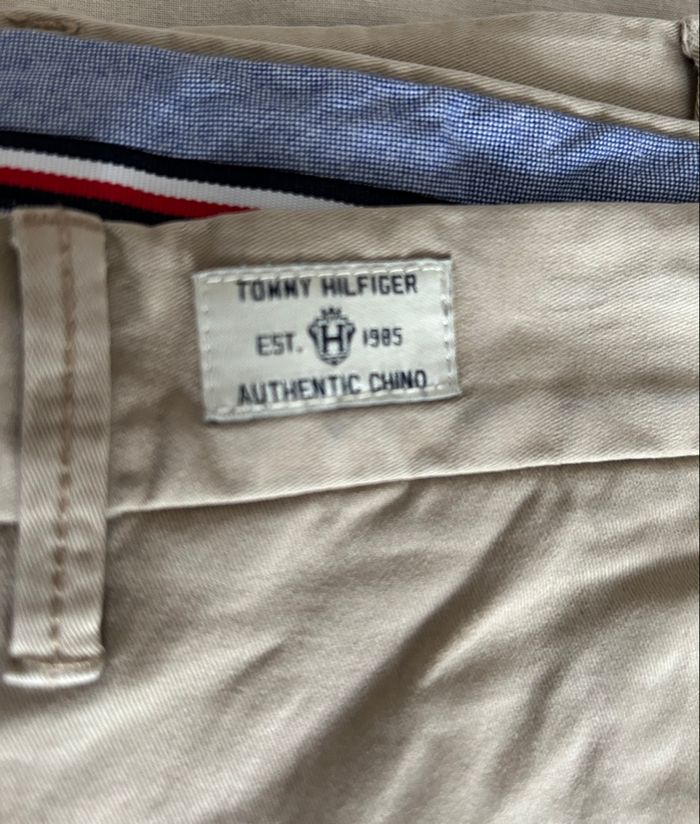 TOMMY HILFIGER
EST. H 1985
AUTHENTIC CHINO